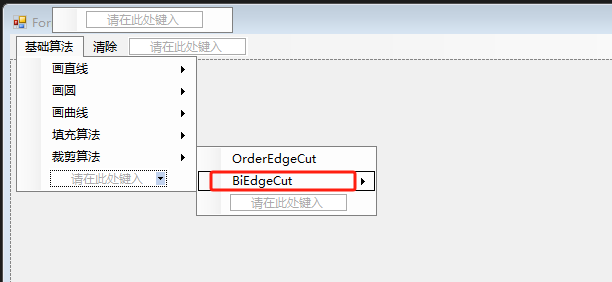 For
请在此处键入
基础算法 清除 请在此处键入
画直线
画圆
画曲线
填充算法
裁剪算法
请在此处键入
OrderEdgeCut
BiEdgeCut
请在此处键入